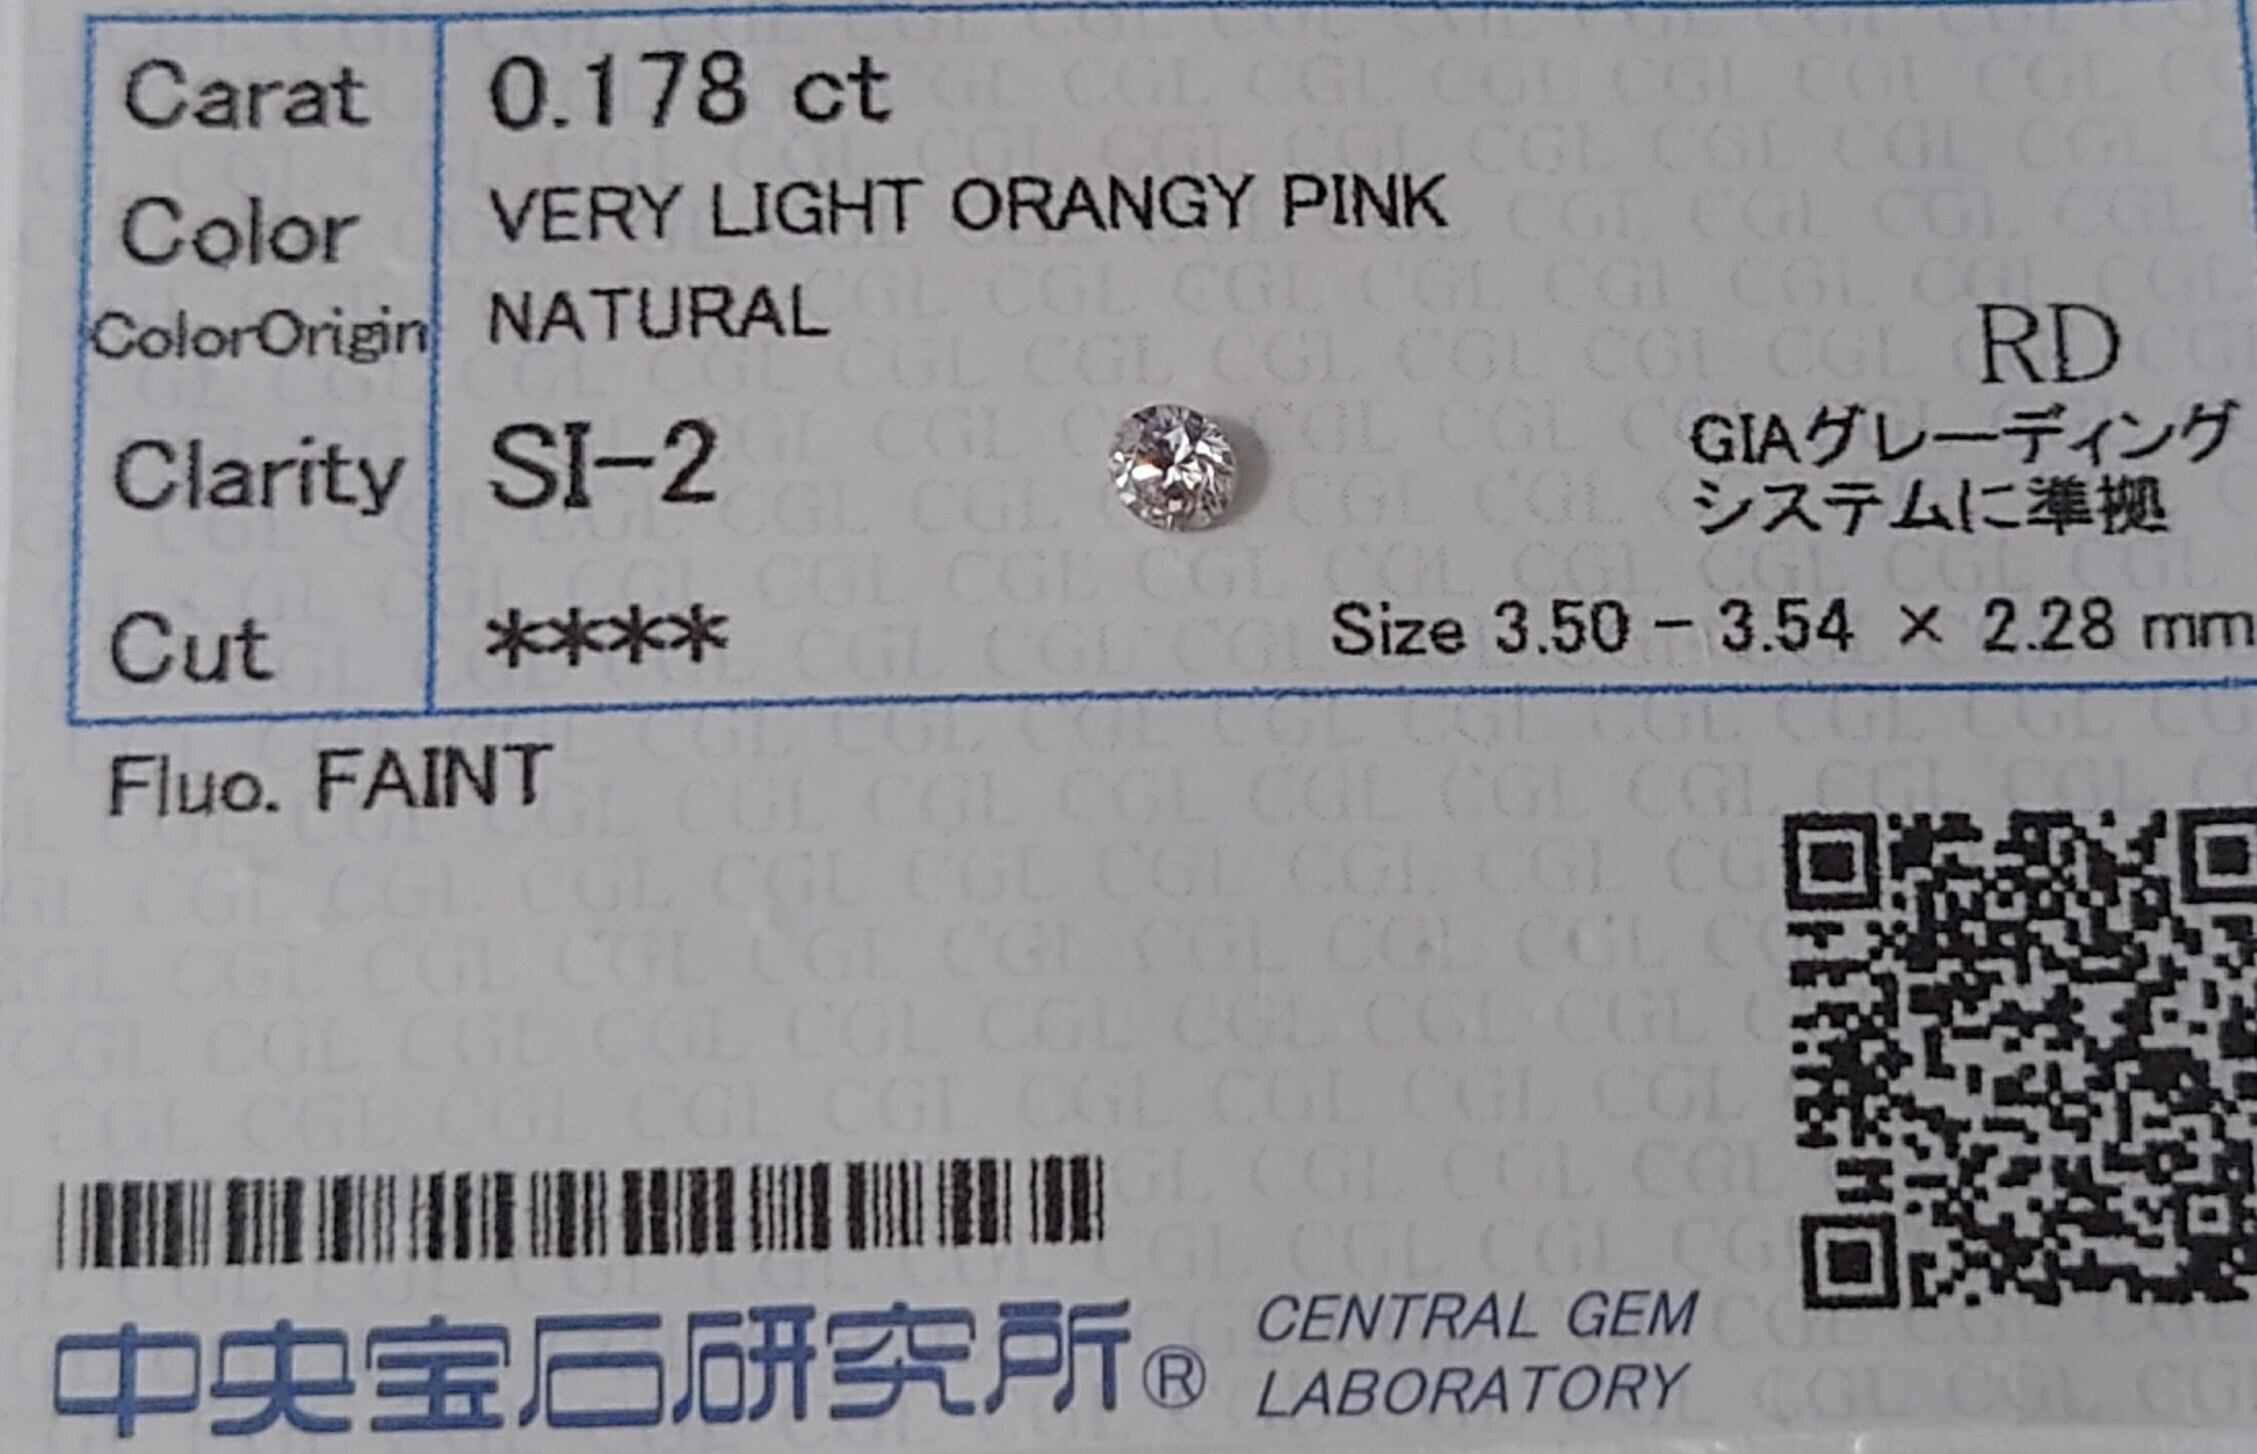 Carat 0.178 ct
Color VERY LIGHT ORANGY PINK
ColorOrigin NATURAL
RD
Clarity SI-2
GIAグレーディング
システムに準拠
Cut ****
Size 3.50 - 3.54 × 2.28 mm
Fluo. FAINT
中央宝石研究所® CENTRAL GEM
LABORATORY